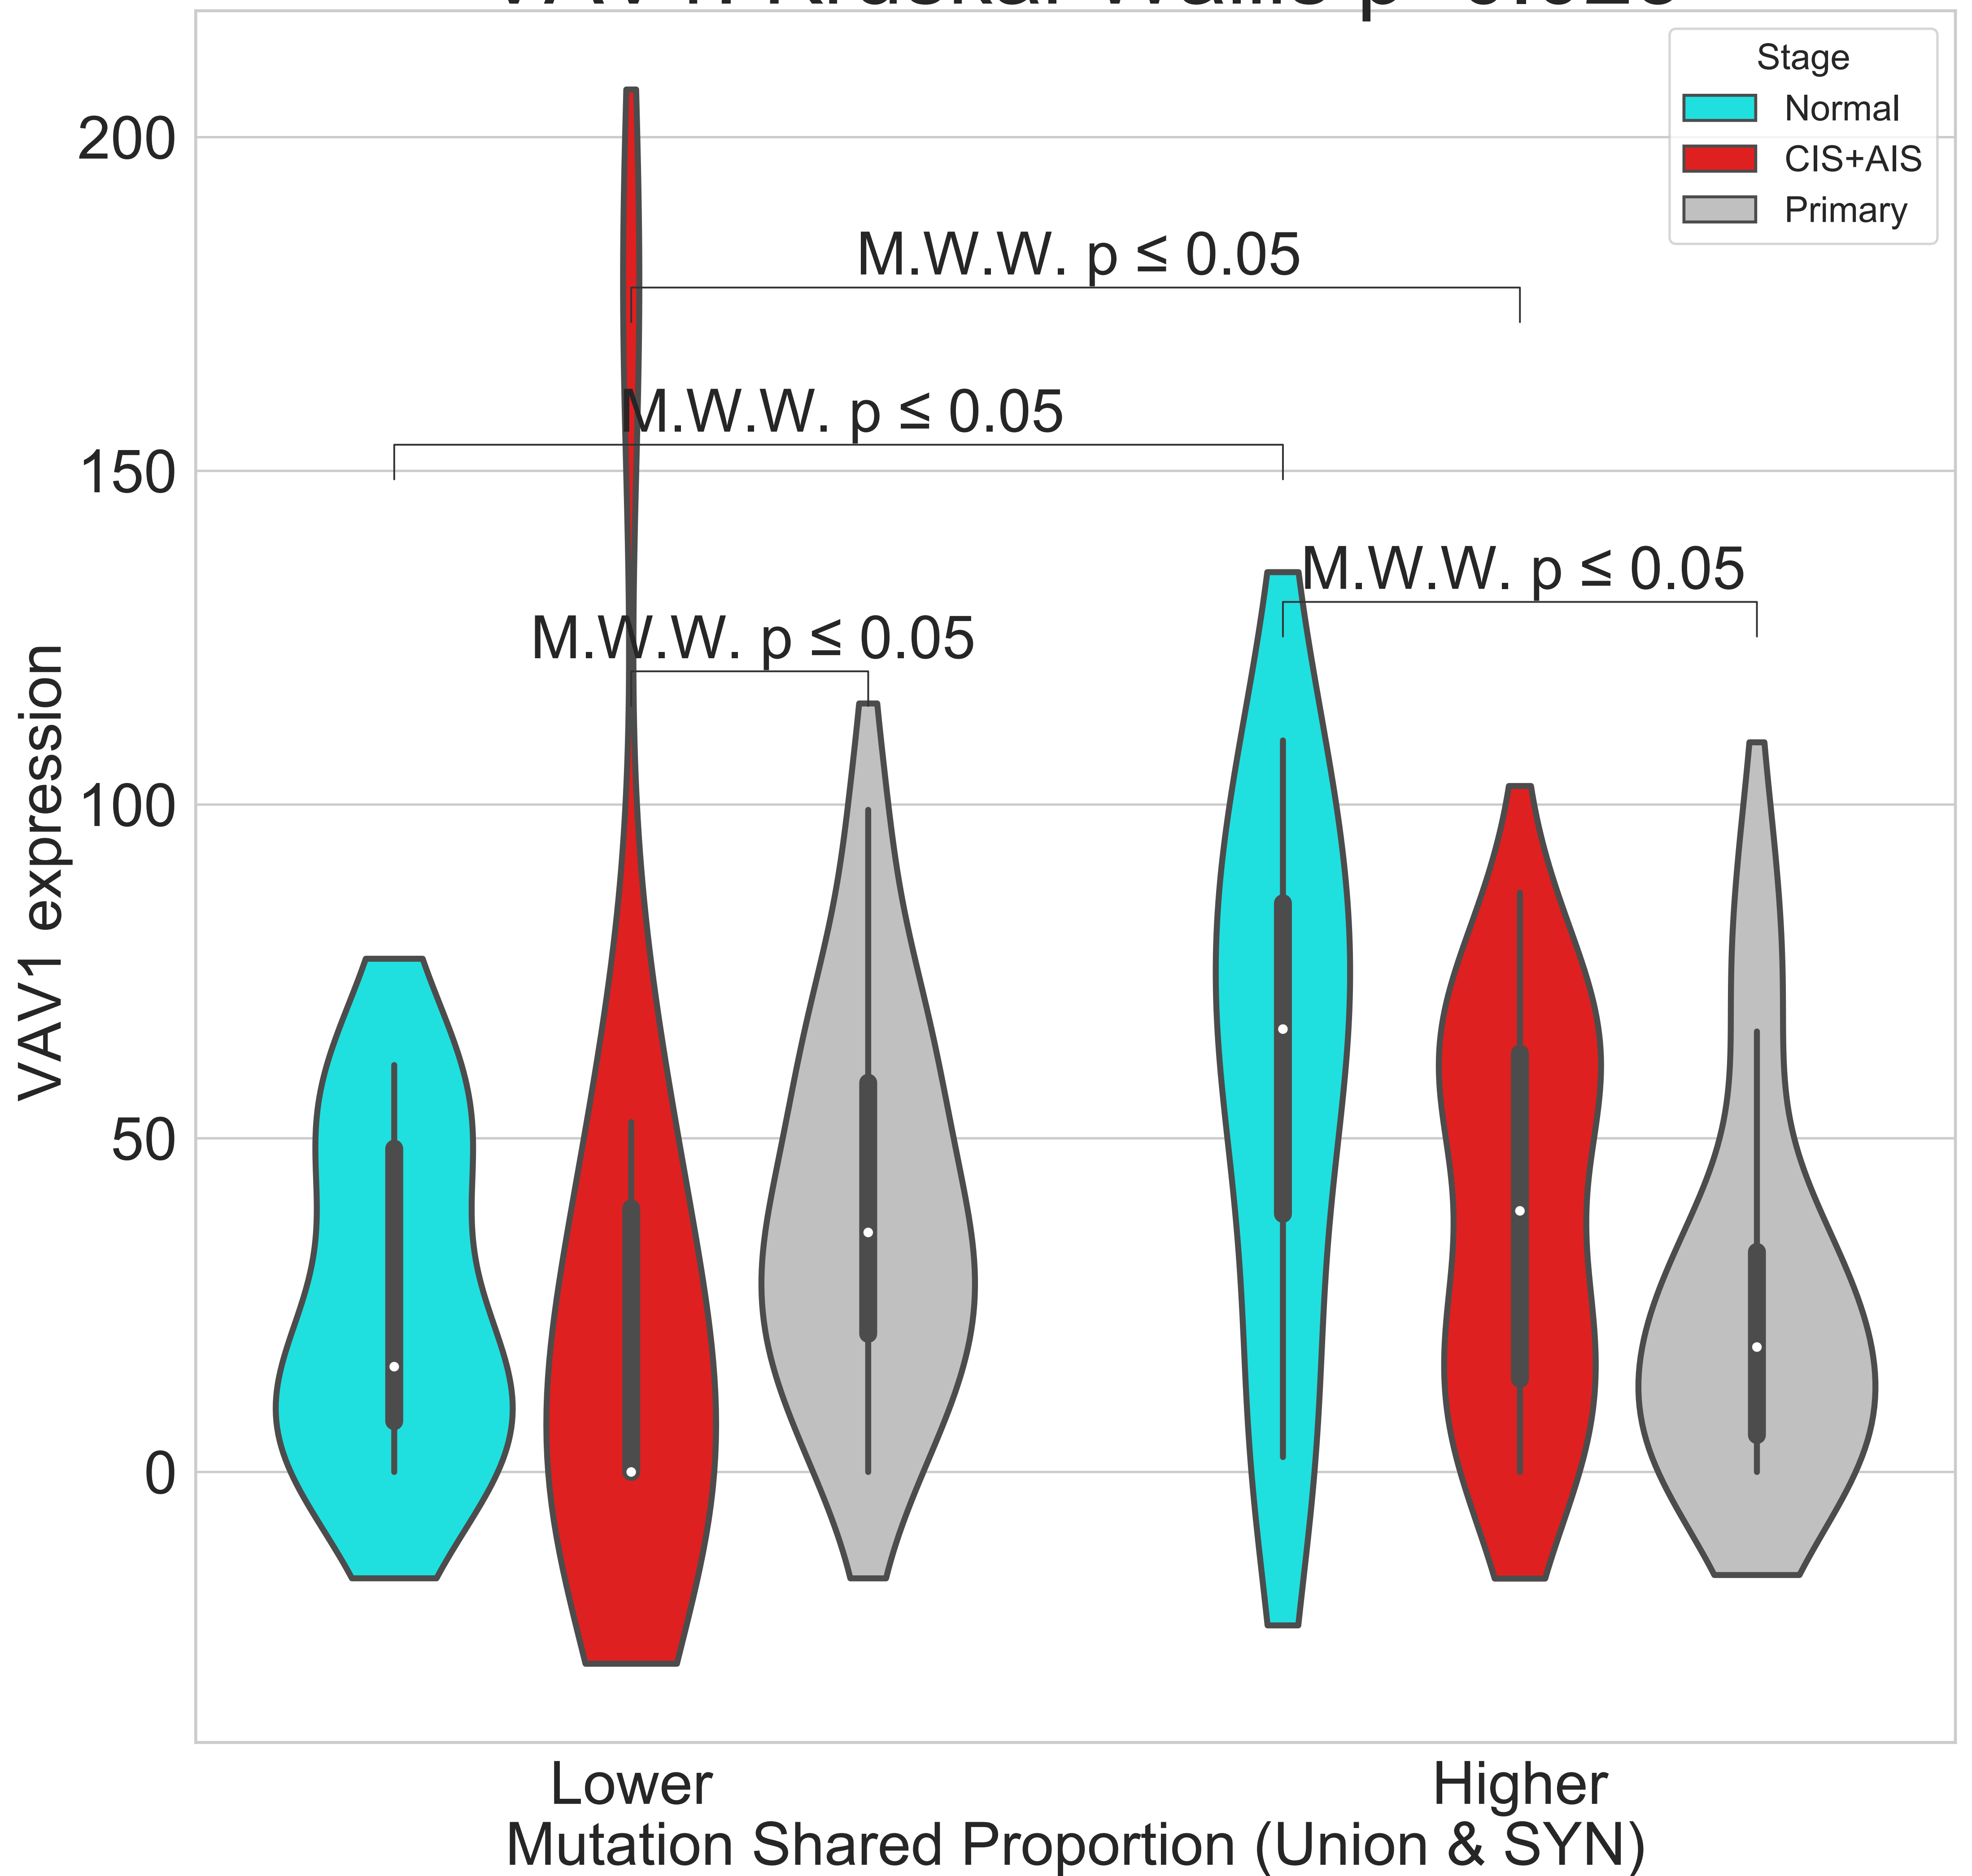 Stage
Normal
CIS+AIS
Primary
200
150
100
50
0
VAV1 expression
M.W.W. p ≤ 0.05
M.W.W. p ≤ 0.05
M.W.W. p ≤ 0.05
M.W.W. p ≤ 0.05
Lower
Higher
Mutation Shared Proportion (Union & SYN)